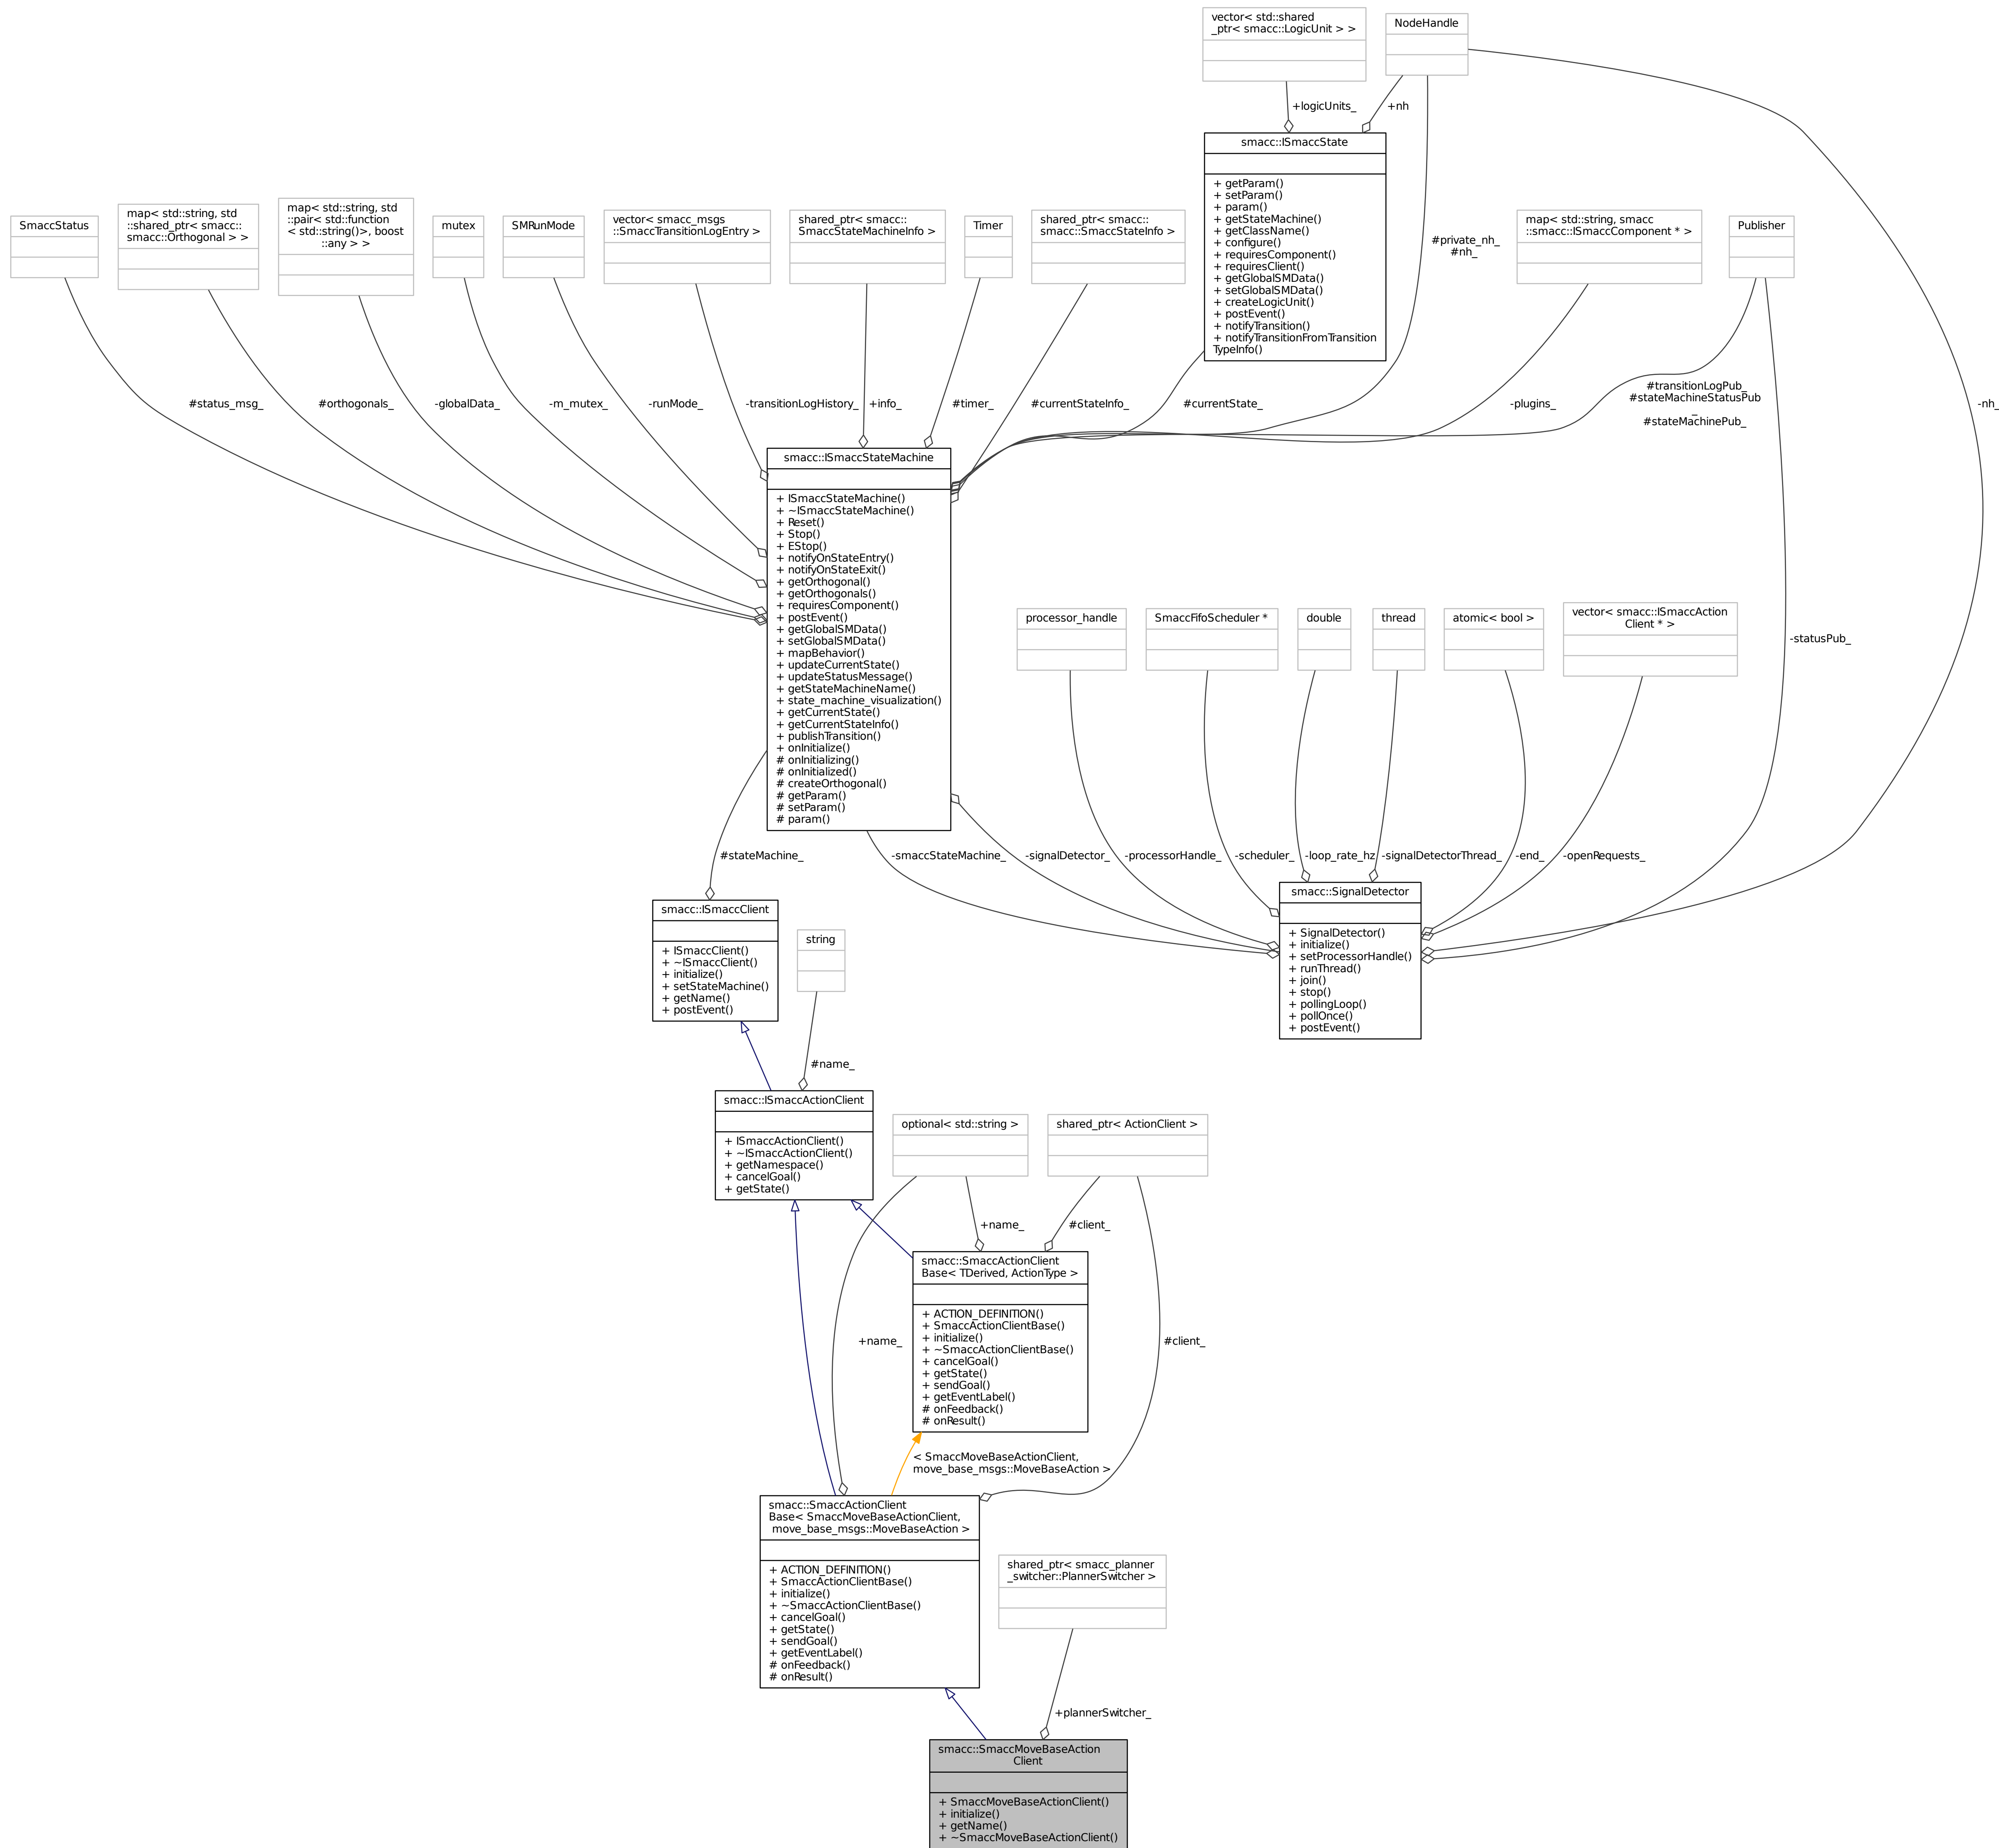 vector< std::shared
_ptr< smacc::LogicUnit > >
NodeHandle
+logicUnits_
+nh
smacc::ISmaccState
+ getParam()
+ setParam()
+ param()
+ getStateMachine()
+ getClassName()
+ configure()
+ requiresComponent()
+ requiresClient()
+ getGlobalSMData()
+ setGlobalSMData()
+ createLogicUnit()
+ postEvent()
+ notifyTransition()
+ notifyTransitionFromTransition
TypeInfo()
SmaccStatus
map< std::string, std
::shared_ptr< smacc::
smacc::Orthogonal > >
map< std::string, std
::pair< std::function
< std::string()>, boost
::any > >
mutex
SMRunMode
vector< smacc_msgs
::SmaccTransitionLogEntry >
shared_ptr< smacc::
SmaccStateMachineInfo >
Timer
shared_ptr< smacc::
smacc::SmaccStateInfo >
#private_nh_
#nh_
map< std::string, smacc
::smacc::ISmaccComponent * >
Publisher
#status_msg_
#orthogonals_
-globalData_
-m_mutex_
-runMode_
-transitionLogHistory_
+info_
#timer_
#currentStateInfo_
#currentState_
-plugins_
#transitionLogPub_
#stateMachineStatusPub
_
#stateMachinePub_
-nh_
smacc::ISmaccStateMachine
+ ISmaccStateMachine()
+ ~ISmaccStateMachine()
+ Reset()
+ Stop()
+ EStop()
+ notifyOnStateEntry()
+ notifyOnStateExit()
+ getOrthogonal()
+ getOrthogonals()
+ requiresComponent()
+ postEvent()
+ getGlobalSMData()
+ setGlobalSMData()
+ mapBehavior()
+ updateCurrentState()
+ updateStatusMessage()
+ getStateMachineName()
+ state_machine_visualization()
+ getCurrentState()
+ getCurrentStateInfo()
+ publishTransition()
+ onInitialize()
# onInitializing()
# onInitialized()
# createOrthogonal()
# getParam()
# setParam()
# param()
processor_handle
SmaccFifoScheduler *
double
thread
atomic< bool >
vector< smacc::ISmaccAction
Client * >
-statusPub_
#stateMachine_
-smaccStateMachine_
-signalDetector_
-processorHandle_
-scheduler_
-loop_rate_hz
-signalDetectorThread_
-end_
-openRequests_
smacc::SignalDetector
+ SignalDetector()
+ initialize()
+ setProcessorHandle()
+ runThread()
+ join()
+ stop()
+ pollingLoop()
+ pollOnce()
+ postEvent()
smacc::ISmaccClient
+ ISmaccClient()
+ ~ISmaccClient()
+ initialize()
+ setStateMachine()
+ getName()
+ postEvent()
string
#name_
smacc::ISmaccActionClient
+ ISmaccActionClient()
+ ~ISmaccActionClient()
+ getNamespace()
+ cancelGoal()
+ getState()
optional< std::string >
shared_ptr< ActionClient >
+name_
#client_
smacc::SmaccActionClient
Base< TDerived, ActionType >
+ ACTION_DEFINITION()
+ SmaccActionClientBase()
+ initialize()
+ ~SmaccActionClientBase()
+ cancelGoal()
+ getState()
+ sendGoal()
+ getEventLabel()
# onFeedback()
# onResult()
+name_
#client_
< SmaccMoveBaseActionClient,
move_base_msgs::MoveBaseAction >
smacc::SmaccActionClient
Base< SmaccMoveBaseActionClient,
move_base_msgs::MoveBaseAction >
+ ACTION_DEFINITION()
+ SmaccActionClientBase()
+ initialize()
+ ~SmaccActionClientBase()
+ cancelGoal()
+ getState()
+ sendGoal()
+ getEventLabel()
# onFeedback()
# onResult()
shared_ptr< smacc_planner
_switcher::PlannerSwitcher >
+plannerSwitcher_
smacc::SmaccMoveBaseAction
Client
+ SmaccMoveBaseActionClient()
+ initialize()
+ getName()
+ ~SmaccMoveBaseActionClient()